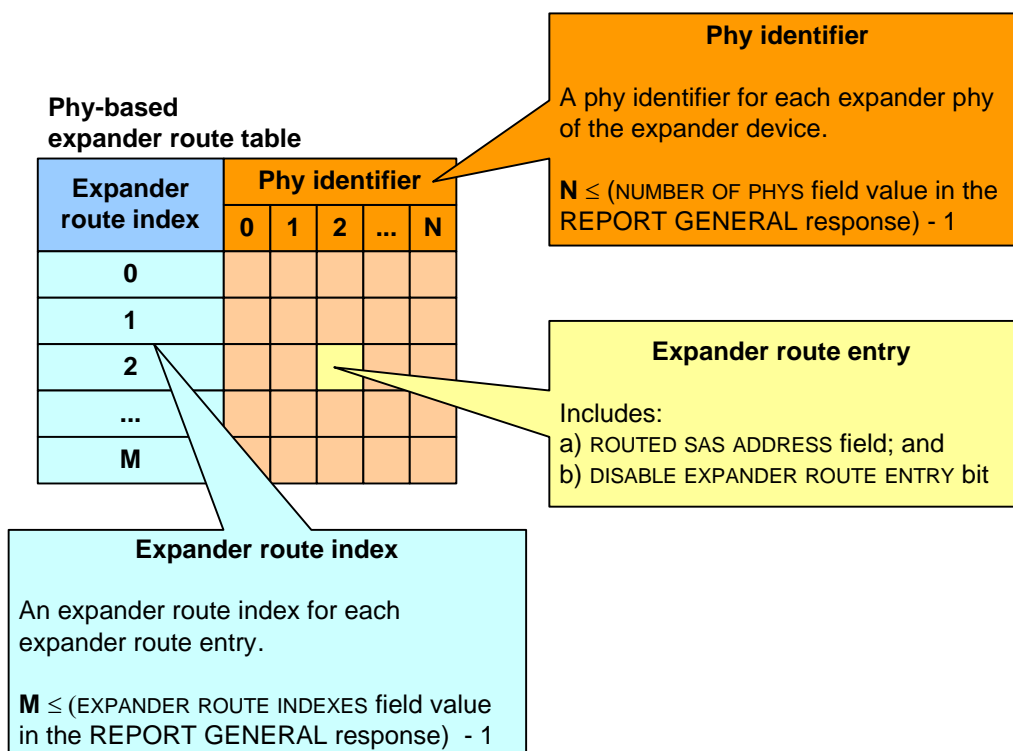 Phy-based
expander route table
Expander
route index
Phy identifier
0 1 2 ... N
0
1
2
...
M
Phy identifier
A phy identifier for each expander phy
of the expander device.
N ≤ (NUMBER OF PHYS field value in the
REPORT GENERAL response) - 1
Expander route entry
Includes:
a) ROUTED SAS ADDRESS field; and
b) DISABLE EXPANDER ROUTE ENTRY bit
Expander route index
An expander route index for each
expander route entry.
M ≤ (EXPANDER ROUTE INDEXES field value
in the REPORT GENERAL response) - 1